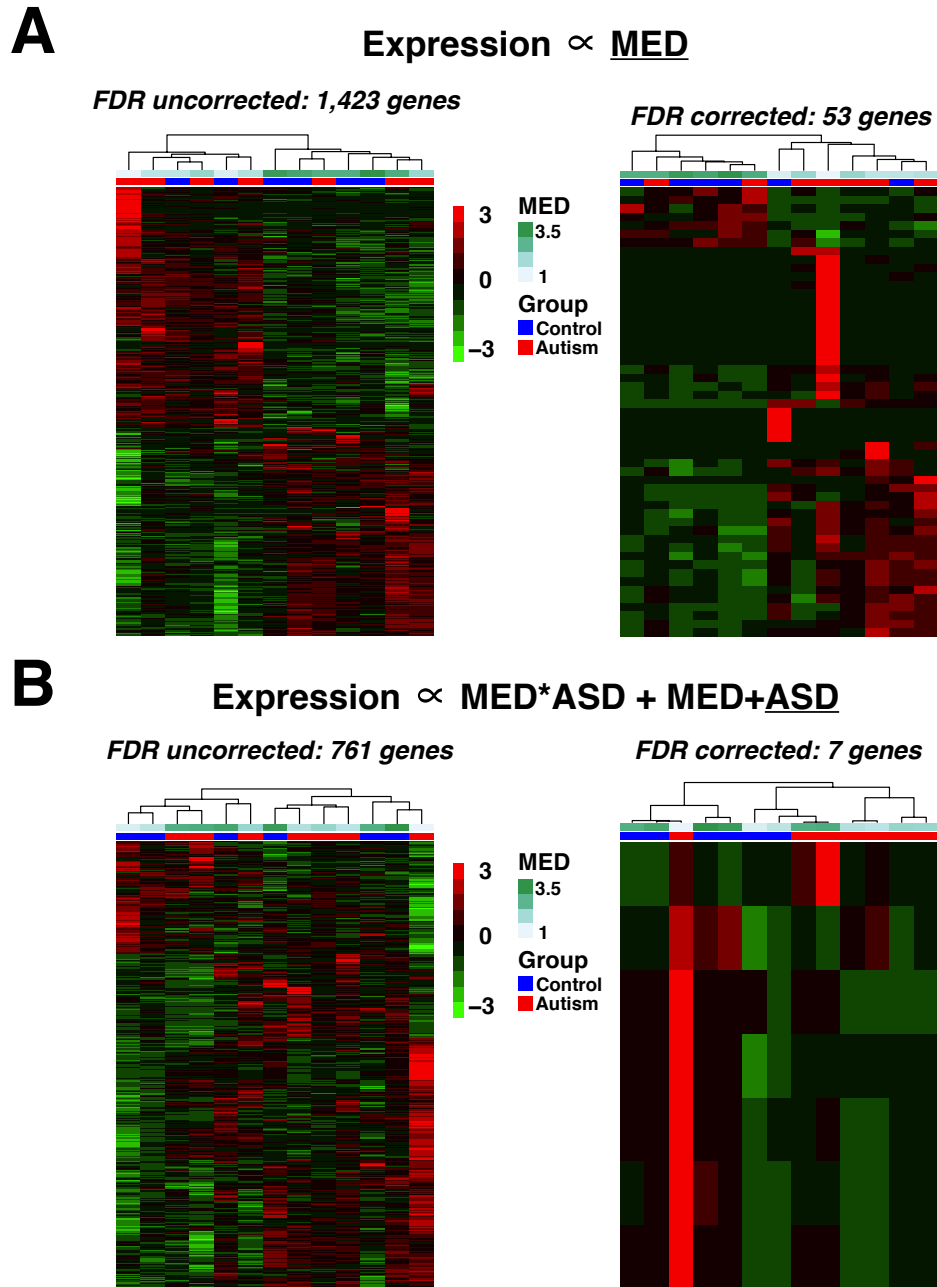 A
Expression ∝ MED
FDR uncorrected: 1,423 genes
FDR corrected: 53 genes
3
0
−3
MED
3.5
1
Group
Control
Autism
B
Expression ∝ MED*ASD + MED+ASD
FDR uncorrected: 761 genes
FDR corrected: 7 genes
3
0
−3
MED
3.5
1
Group
Control
Autism